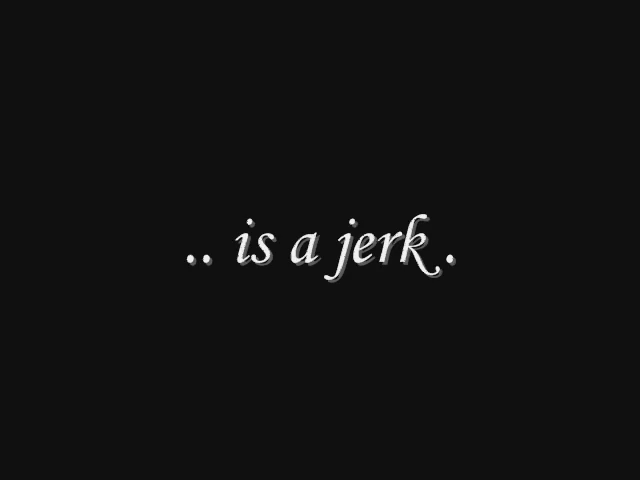 .. is a jerk .